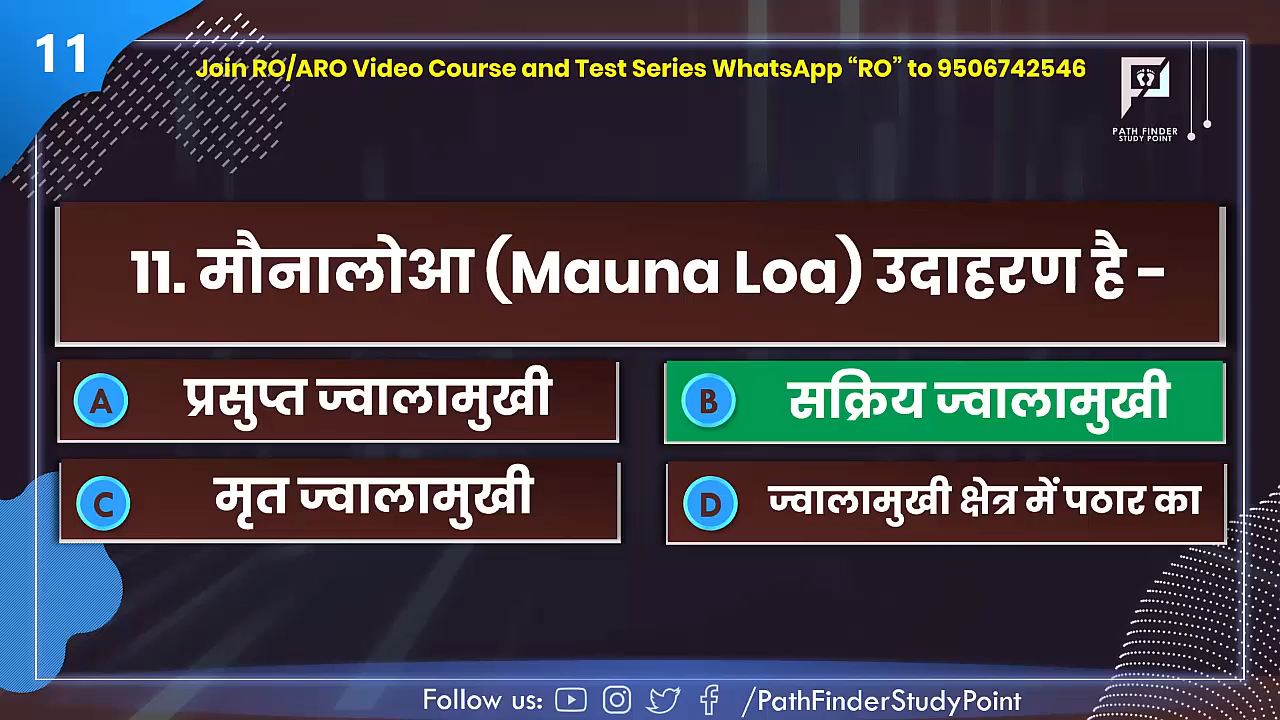 11
Join RO/ARO Video Course and Test Series WhatsApp “RO” to 9506742546
PATH FINDER
STUDY POINT
11. मौनालोआ (Mauna Loa) उदाहरण है -
A प्रसुप्त ज्वालामुखी
B सक्रिय ज्वालामुखी
C मृत ज्वालामुखी
D ज्वालामुखी क्षेत्र में पठार का
Follow us: /PathFinderStudyPoint